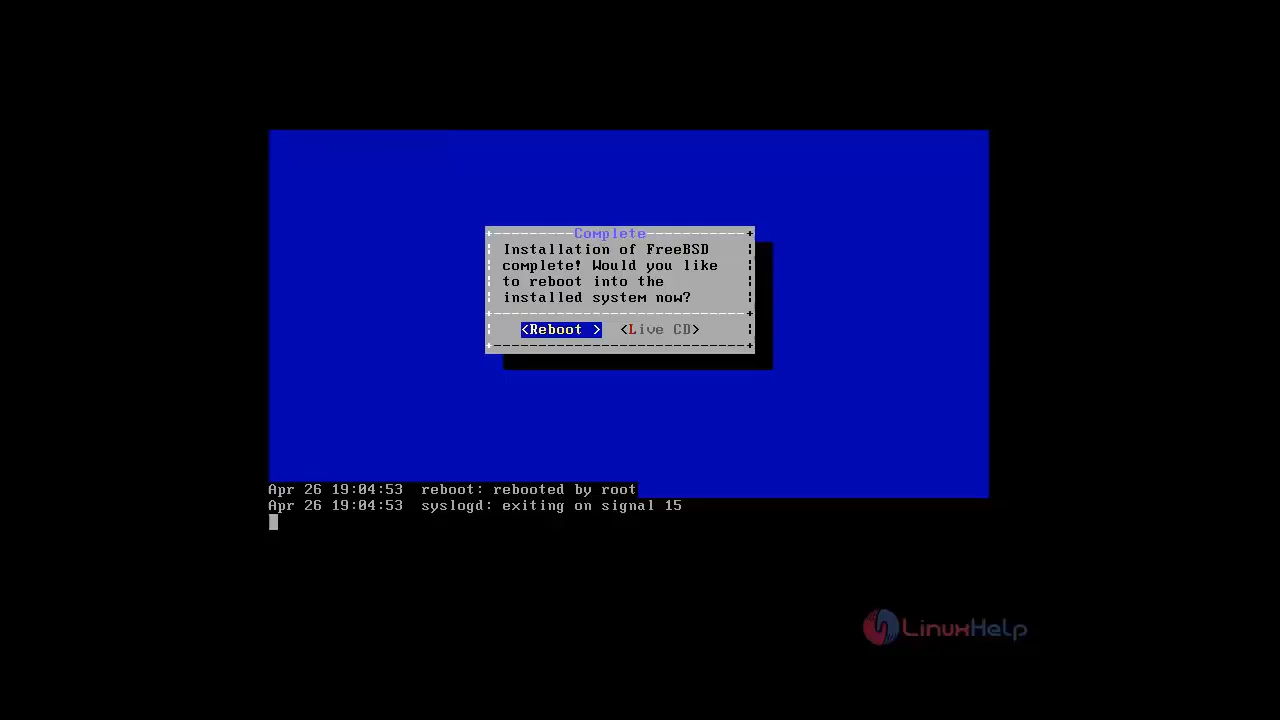 Complete
Installation of FreeBSD
complete! Would you like
to reboot into the
installed system now?
<Reboot > <Live CD>
Apr 26 19:04:53 reboot: rebooted by root
Apr 26 19:04:53 syslogd: exiting on signal 15
LinuxHelp